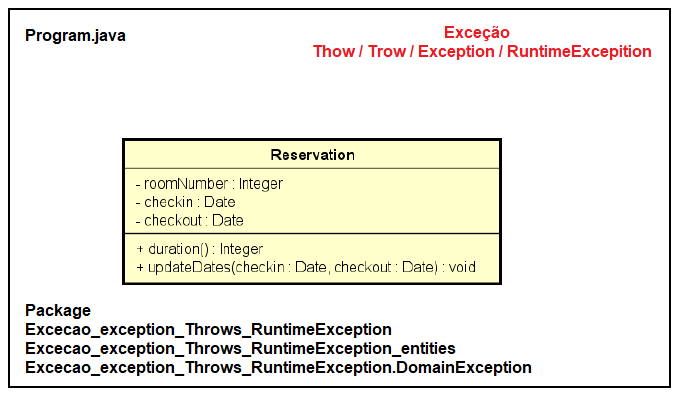 Program.java
Exceção
Thow / Trow / Exception / RuntimeExcepition
Reservation
- roomNumber : Integer
- checkin : Date
- checkout : Date
+ duration() : Integer
+ updateDates(checkin : Date, checkout : Date) : void
Package
Excecao_exception_Throws_RuntimeException
Excecao_exception_Throws_RuntimeException_entities
Excecao_exception_Throws_RuntimeException.DomainException